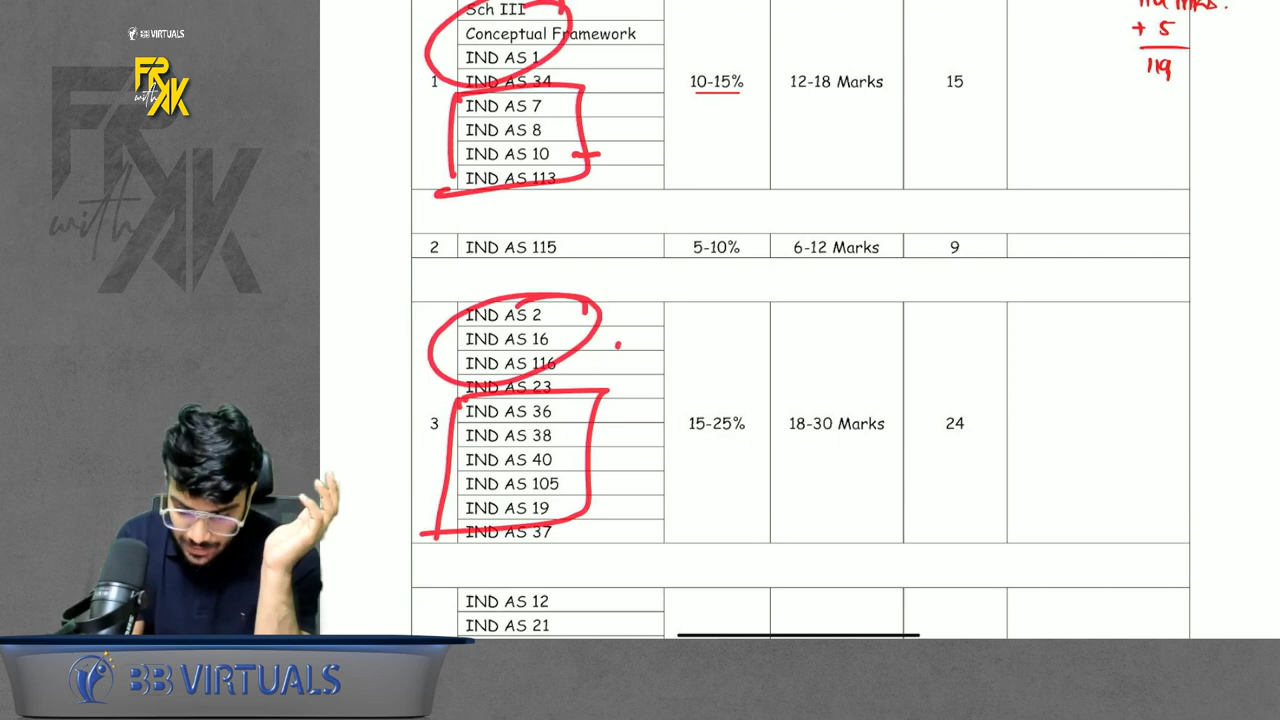 BB VIRTUALS
FR
with
AK
FR
with
AK
Sch III
Conceptual Framework
IND AS 1
IND AS 34
IND AS 7
IND AS 8
IND AS 10
IND AS 113
1
10-15%
12-18 Marks
15
+ 5
119
2
IND AS 115
5-10%
6-12 Marks
9
IND AS 2
IND AS 16
IND AS 116
IND AS 23
IND AS 36
IND AS 38
IND AS 40
IND AS 105
IND AS 19
IND AS 37
3
15-25%
18-30 Marks
24
IND AS 12
IND AS 21
BB VIRTUALS